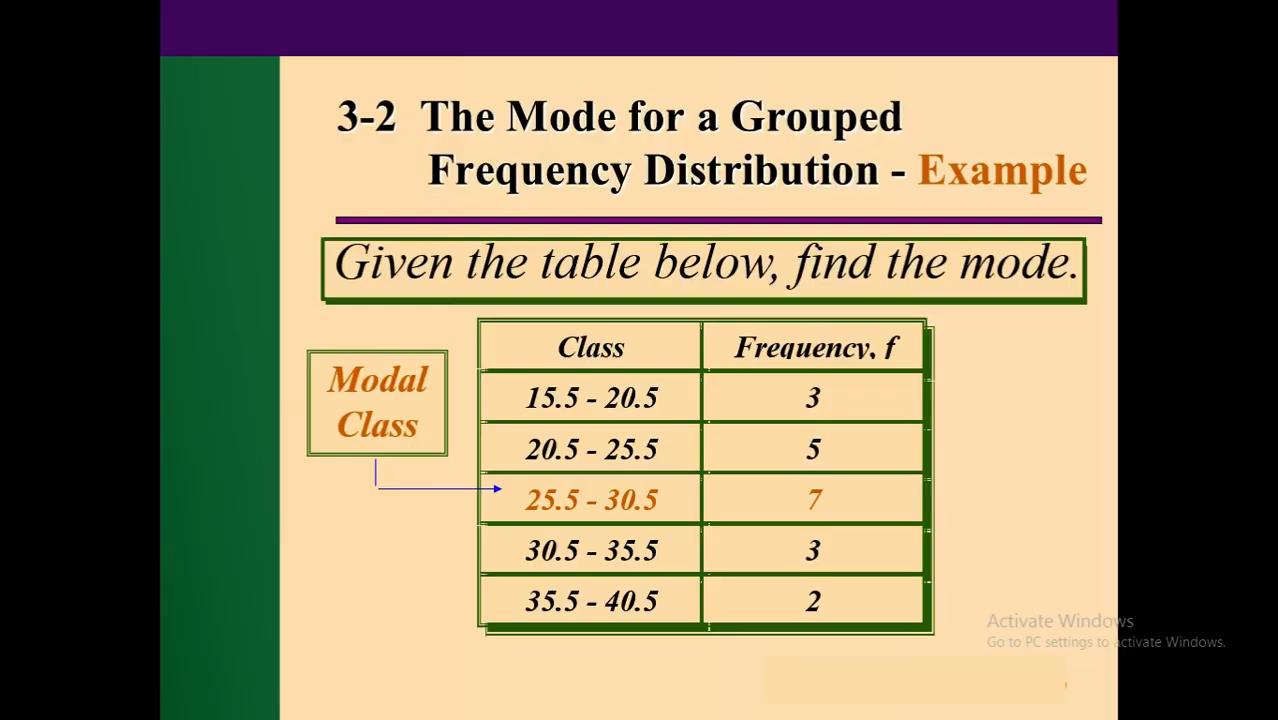 3-2 The Mode for a Grouped
Frequency Distribution - Example
Given the table below, find the mode.
Modal
Class
Class Frequency, f
15.5 - 20.5 3
20.5 - 25.5 5
25.5 - 30.5 7
30.5 - 35.5 3
35.5 - 40.5 2
Activate Windows
Go to PC settings to activate Windows.